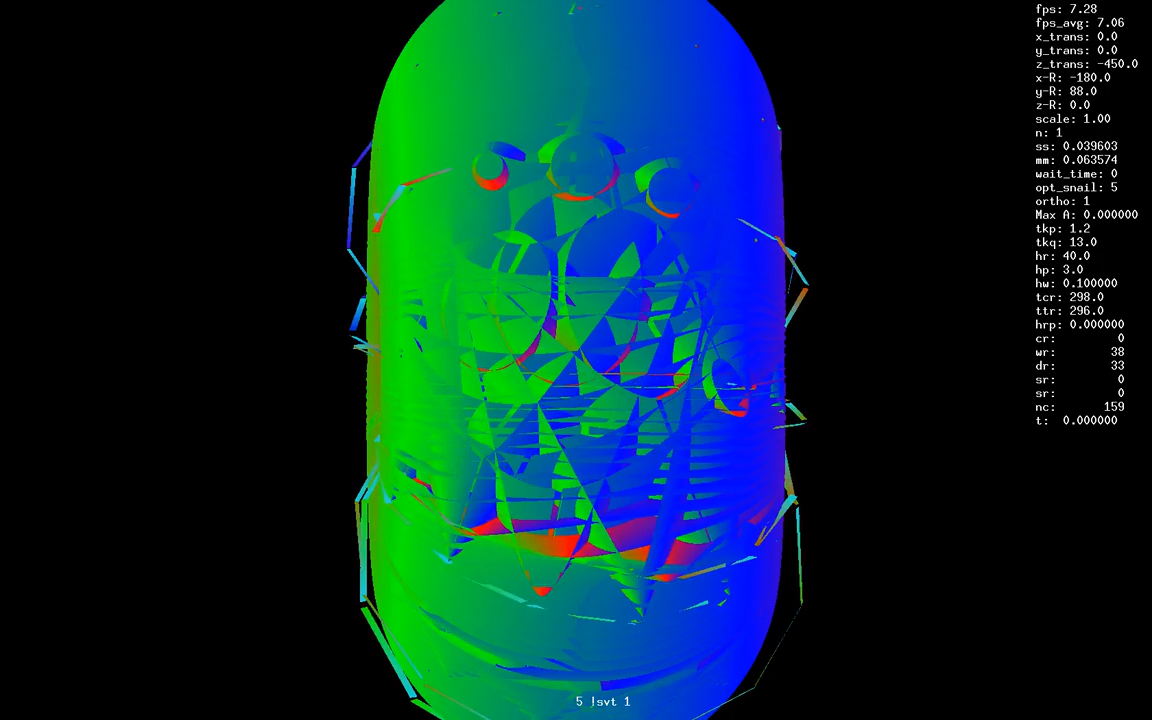 fps: 7.28
fps_avg: 7.06
x_trans: 0.0
y_trans: 0.0
z_trans: -450.0
x-R: -180.0
y-R: 88.0
z-R: 0.0
scale: 1.00
n: 1
ss: 0.039603
mm: 0.063574
wait_time: 0
opt_snail: 5
ortho: 1
Max A: 0.000000
tkp: 1.2
tkq: 13.0
hr: 40.0
hp: 3.0
hw: 0.100000
tcr: 298.0
ttr: 296.0
hrp: 0.000000
cr: 0
wr: 38
dr: 33
sr: 0
sr: 0
nc: 159
t: 0.000000
5 !svt 1